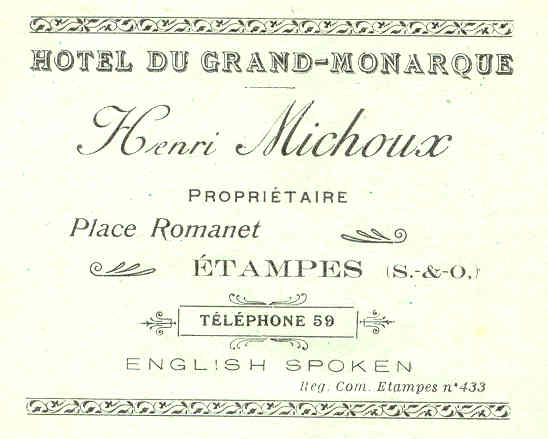 HOTEL DU GRAND-MONARQUE
Henri Michoux
PROPRIÉTAIRE
Place Romanet
ÉTAMPES (S.-&-O.)
TÉLÉPHONE 59
ENGLISH SPOKEN
Reg. Com. Etampes n° 433